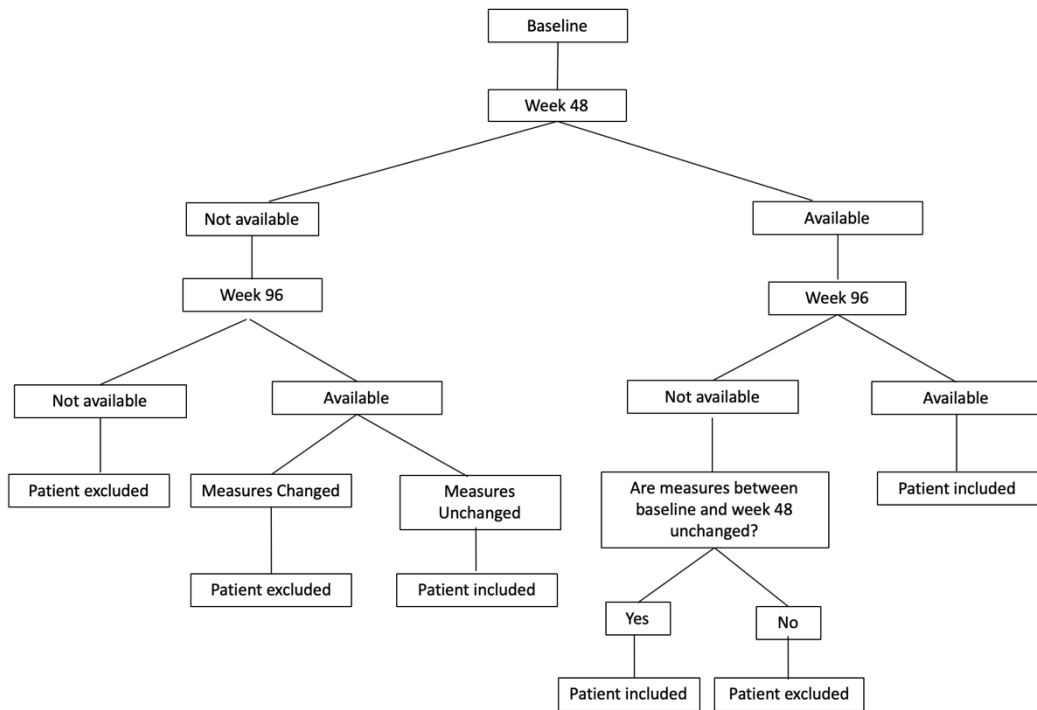 Baseline
Week 48
Not available
Available
Week 96
Week 96
Not available
Available
Not available
Available
Patient excluded
Measures Changed
Measures
Unchanged
Are measures between
baseline and week 48
unchanged?
Patient included
Patient excluded
Patient included
Yes
No
Patient included
Patient excluded